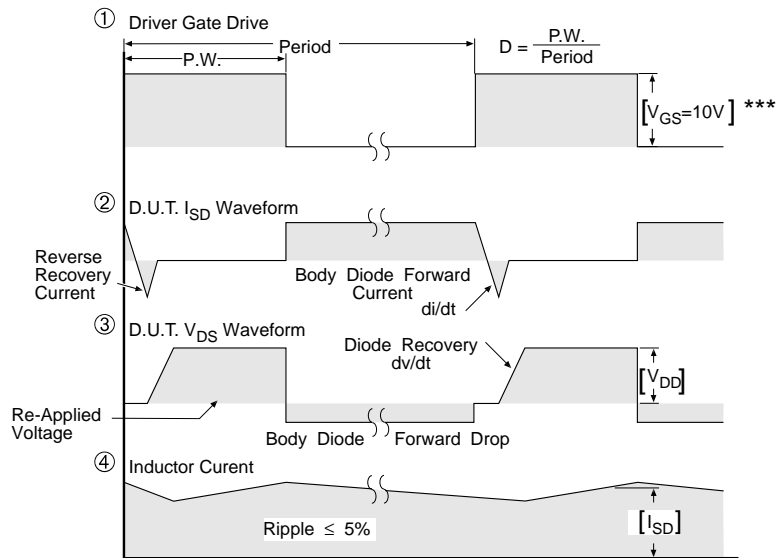 ① Driver Gate Drive
Period
P.W.
D = P.W. / Period
[VGS=10V] ***
② D.U.T. ISD Waveform
Reverse
Recovery
Current
Body Diode Forward
Current
di/dt
③ D.U.T. VDS Waveform
Diode Recovery
dv/dt
[VDD]
Re-Applied
Voltage
Body Diode Forward Drop
④ Inductor Curent
Ripple ≤ 5%
[ISD]